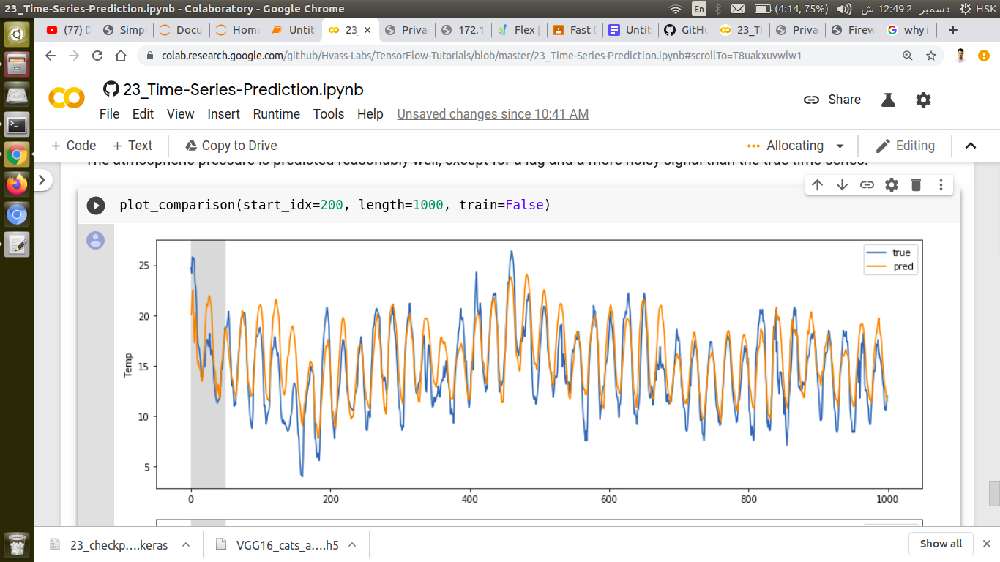 23_Time-Series-Prediction.ipynb - Colaboratory - Google Chrome
En (4:14, 75%) ش 12:49 2 دسمبر HSK
(77) D
Simpl
Docu
Home
Untit
23_
Priva
172.1
Flex |
Fast D
Untit
GitHu
23_Ti
Priva
Firew
why i
colab.research.google.com/github/Hvass-Labs/TensorFlow-Tutorials/blob/master/23_Time-Series-Prediction.ipynb#scrollTo=T8uakxuvwlw1
23_Time-Series-Prediction.ipynb
Share
File Edit View Insert Runtime Tools Help Unsaved changes since 10:41 AM
+ Code + Text Copy to Drive Allocating Editing
The atmospheric pressure is predicted reasonably well, except for a lag and a more noisy signal than the true time-series.
plot_comparison(start_idx=200, length=1000, train=False)
true
pred
25
20
15
10
5
Temp
0 200 400 600 800 1000
23_checkp....keras
VGG16_cats_a....h5
Show all